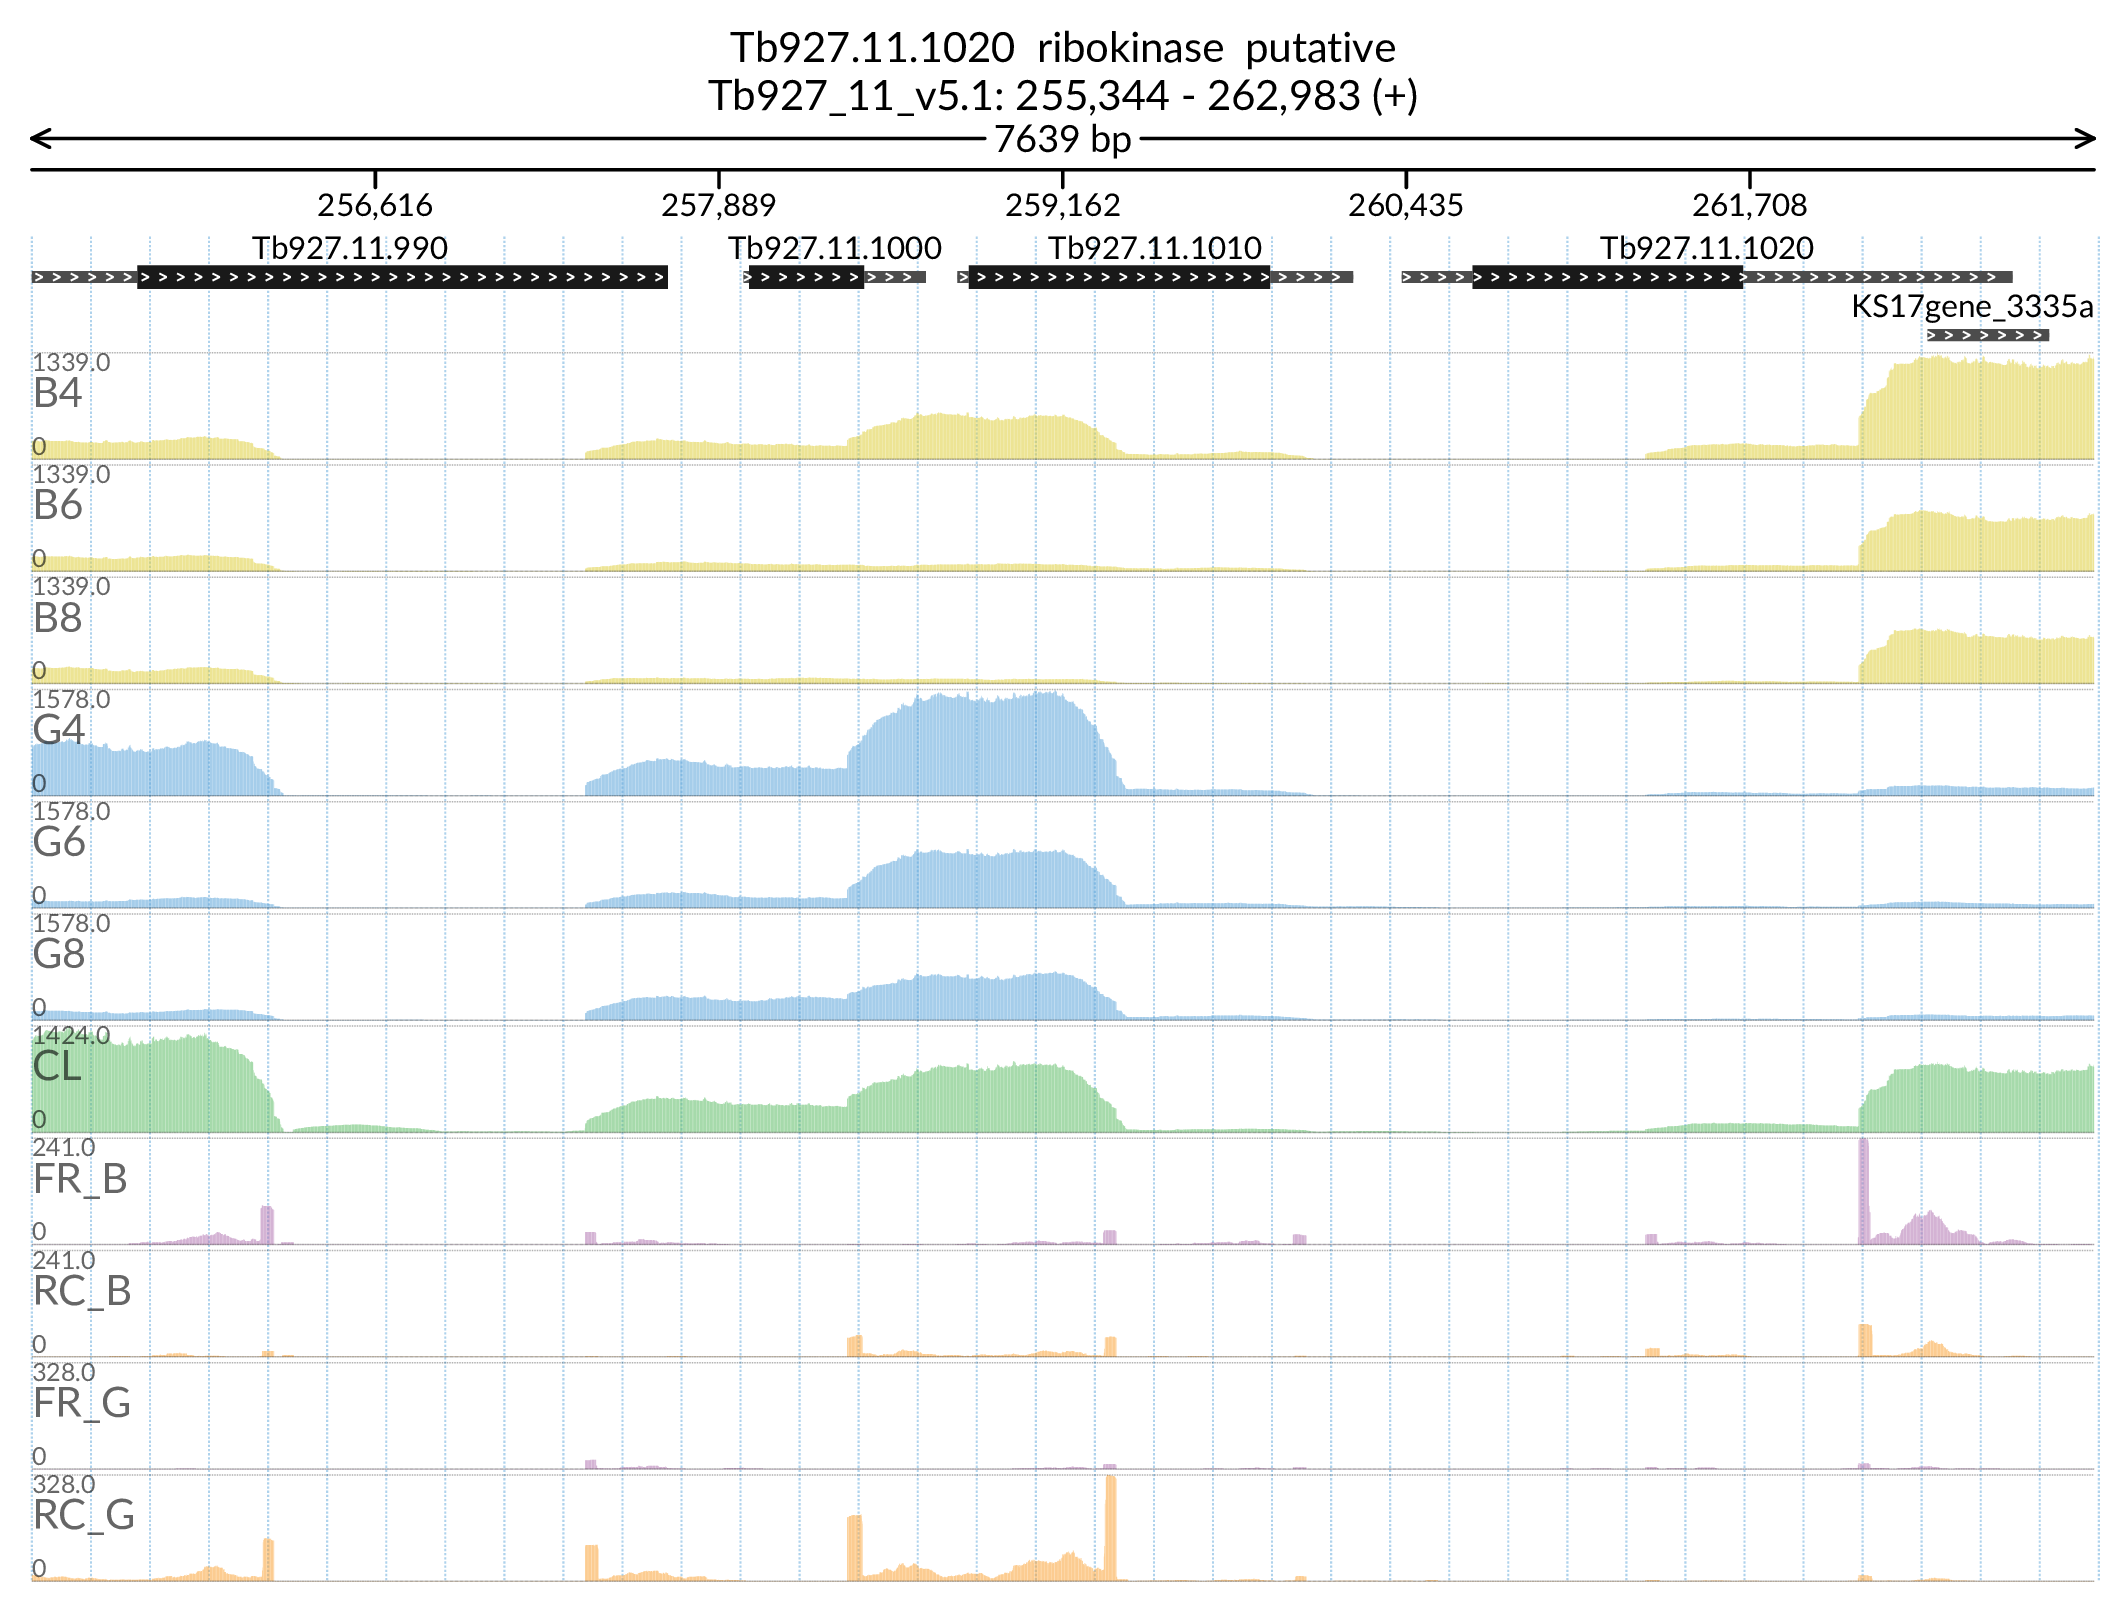 Tb927.11.1020 ribokinase putative
Tb927_11_v5.1: 255,344 - 262,983 (+)
7639 bp
256,616 257,889 259,162 260,435 261,708
Tb927.11.990 Tb927.11.1000 Tb927.11.1010 Tb927.11.1020
KS17gene_3335a
1339.0
B4
0
1339.0
B6
0
1339.0
B8
0
1578.0
G4
0
1578.0
G6
0
1578.0
G8
0
1424.0
CL
0
241.0
FR_B
0
241.0
RC_B
0
328.0
FR_G
0
328.0
RC_G
0